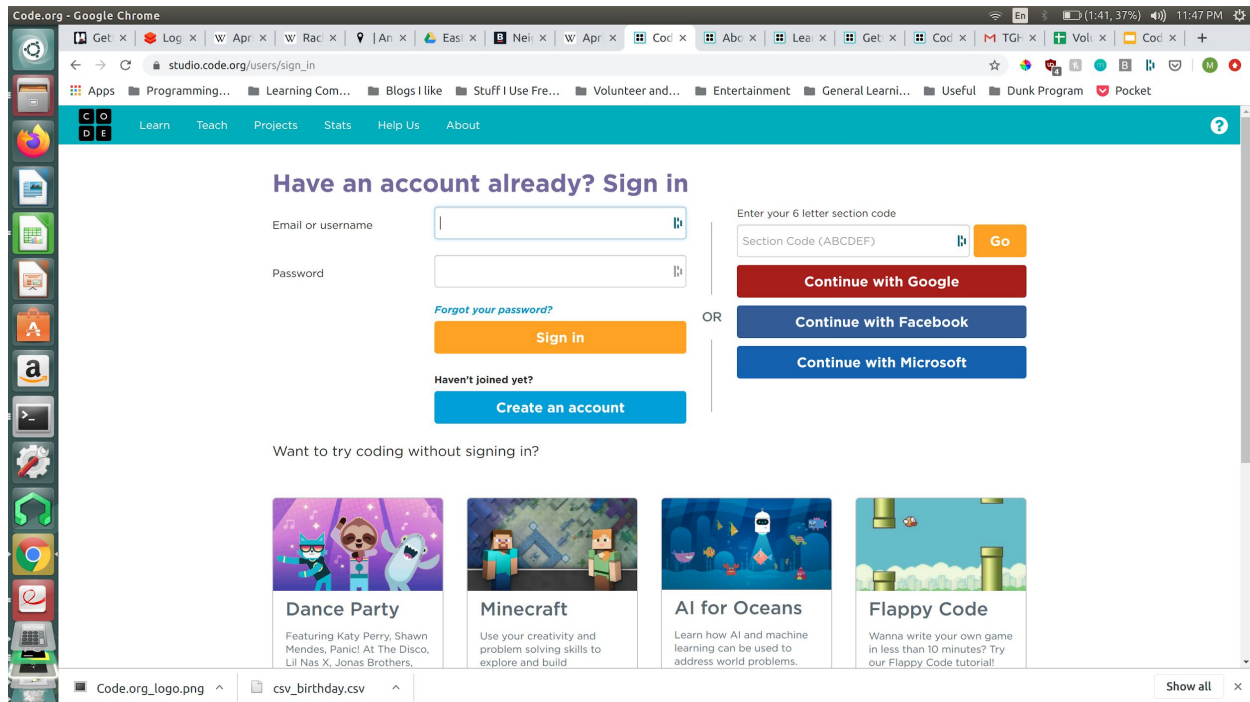 Code.org - Google Chrome
En
(1:41, 37%)
11:47 PM
Get
Log
W Apr
W Rac
| An
East
B Nei
W Apr
Cod
Abo
Lea
Get
Cod
M TGH
Volu
Cod
studio.code.org/users/sign_in
4
B
M
Apps
Programming...
Learning Com...
Blogs I like
Stuff I Use Fre...
Volunteer and...
Entertainment
General Learni...
Useful
Dunk Program
Pocket
C O
D E
Learn
Teach
Projects
Stats
Help Us
About
?
Have an account already? Sign in
Email or username
Password
Forgot your password?
Sign in
Haven't joined yet?
Create an account
OR
Enter your 6 letter section code
Section Code (ABCDEF)
Go
Continue with Google
Continue with Facebook
Continue with Microsoft
Want to try coding without signing in?
Dance Party
Featuring Katy Perry, Shawn
Mendes, Panic! At The Disco,
Lil Nas X, Jonas Brothers,
Minecraft
Use your creativity and
problem solving skills to
explore and build
AI for Oceans
Learn how AI and machine
learning can be used to
address world problems.
Flappy Code
Wanna write your own game
in less than 10 minutes? Try
our Flappy Code tutorial!
Code.org_logo.png
csv_birthday.csv
Show all